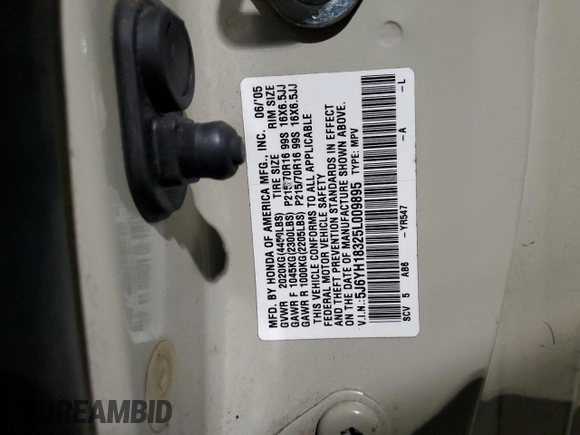 MFD. BY HONDA OF AMERICA MFG., INC. 06/'05
TIRE SIZE RIM SIZE
GVWR 2020KG(4450LBS)
GAWR F 1045KG(2300LBS) P215/70R16 99S 16X6.5JJ
GAWR R 1000KG(2205LBS) P215/70R16 99S 16X6.5JJ
THIS VEHICLE CONFORMS TO ALL APPLICABLE
FEDERAL MOTOR VEHICLE SAFETY
AND THEFT PREVENTION STANDARDS IN EFFECT
ON THE DATE OF MANUFACTURE SHOWN ABOVE.
V.I.N.: 5J6YH18325L009895 TYPE: MPV
SCV 5 AB6 -YR547 -A -L
DREAMBID